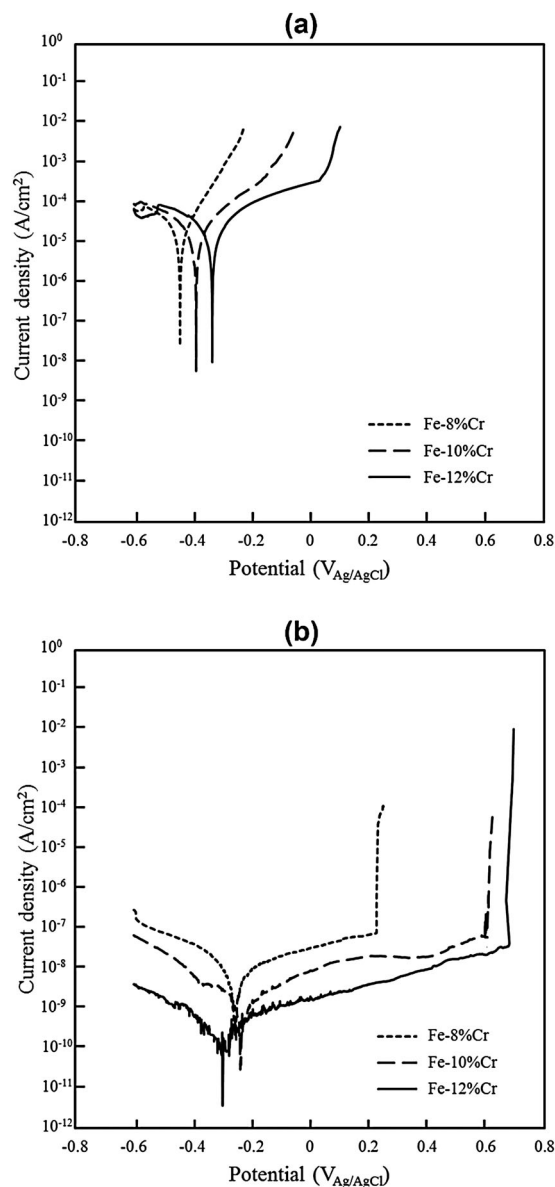 (a)
10⁰
10⁻¹
10⁻²
10⁻³
10⁻⁴
10⁻⁵
10⁻⁶
10⁻⁷
10⁻⁸
10⁻⁹
10⁻¹⁰
10⁻¹¹
10⁻¹²
Current density (A/cm²)
Fe-8%Cr
Fe-10%Cr
Fe-12%Cr
-0.8 -0.6 -0.4 -0.2 0 0.2 0.4 0.6 0.8
Potential (V_Ag/AgCl)
(b)
10⁰
10⁻¹
10⁻²
10⁻³
10⁻⁴
10⁻⁵
10⁻⁶
10⁻⁷
10⁻⁸
10⁻⁹
10⁻¹⁰
10⁻¹¹
10⁻¹²
Current density (A/cm²)
Fe-8%Cr
Fe-10%Cr
Fe-12%Cr
-0.8 -0.6 -0.4 -0.2 0 0.2 0.4 0.6 0.8
Potential (V_Ag/AgCl)